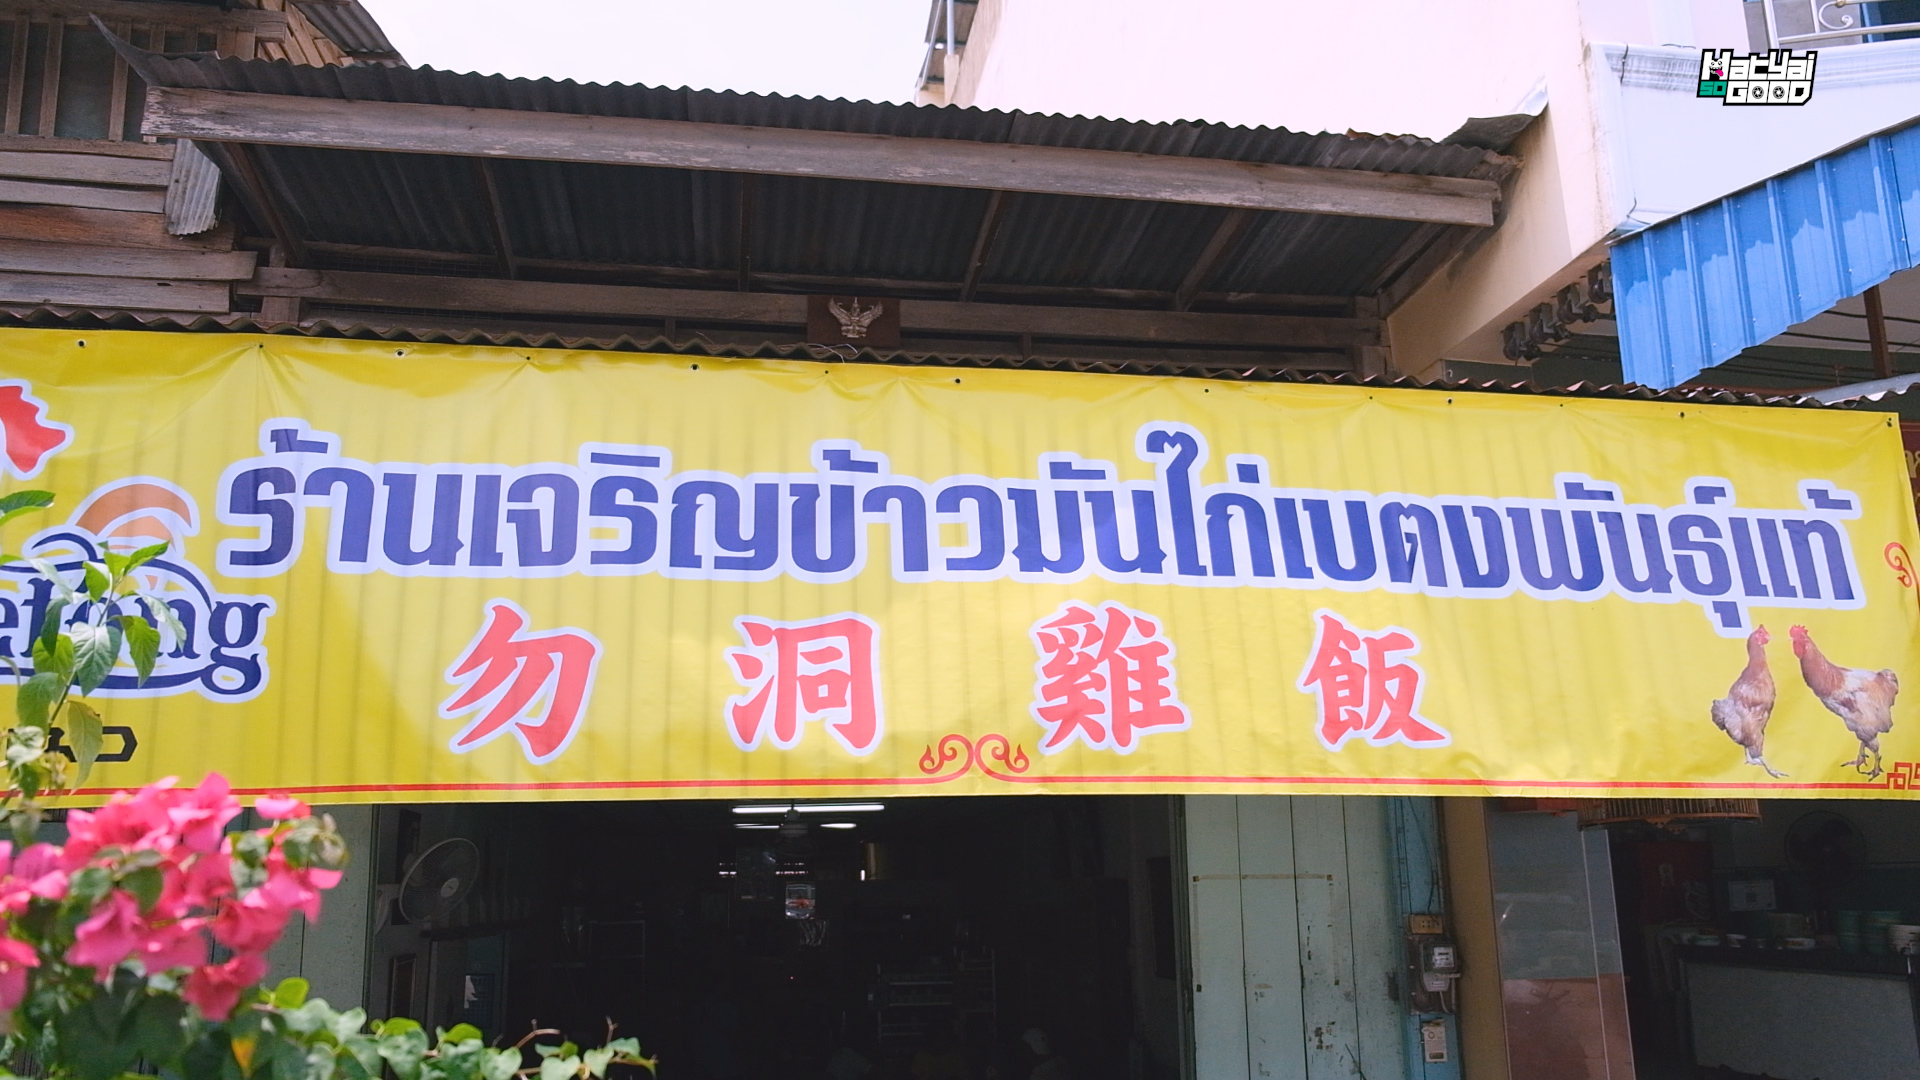 HatYai
SO GOOD
ร้านเจริญข้าวมันไก่เบตงพันธุ์แท้
勿洞雞飯